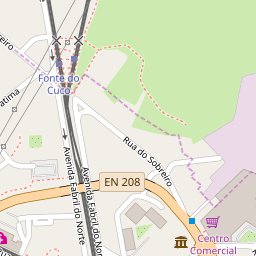 Fonte do
Cuco
Rua do Sobreiro
EN 208
Avenida Fabril do Norte
Avenida Fabril do Norte
Centro
Comercial